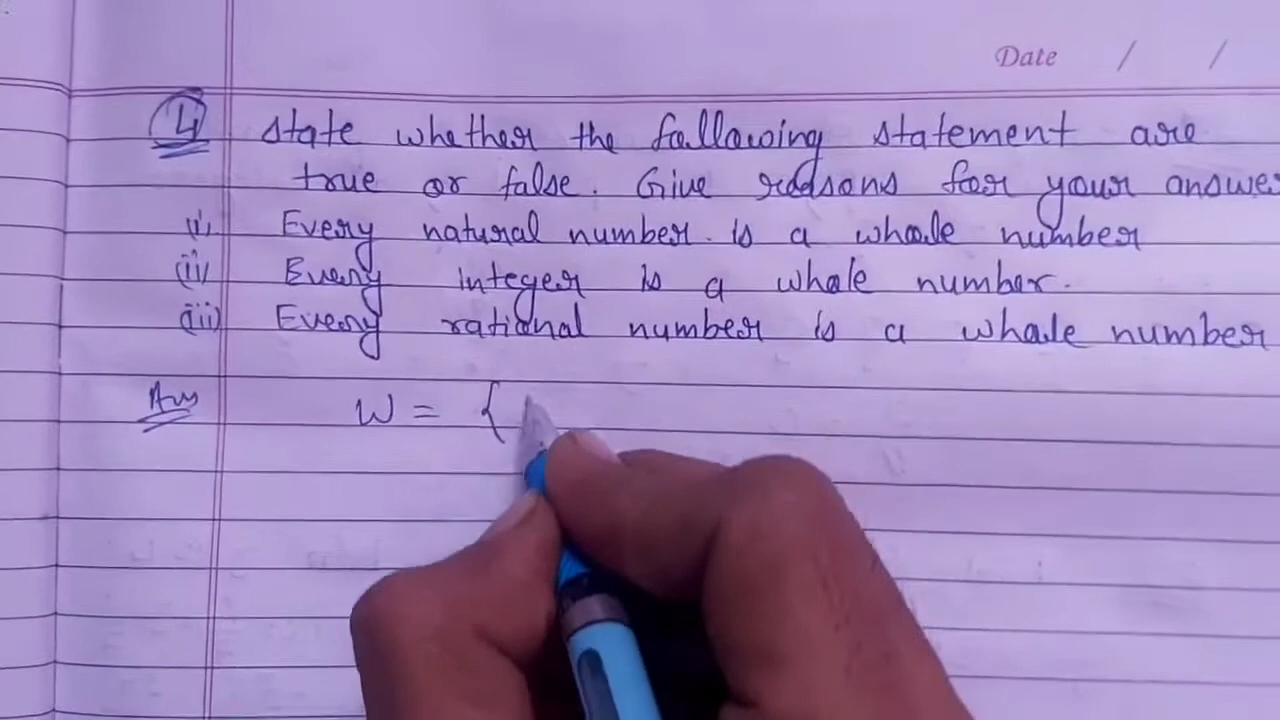 Date / /
4 State whether the following statement are
true or false. Give reasons for your answer
(i) Every natural number is a whole number
(ii) Every integer is a whole number.
(iii) Every rational number is a whole number
Ans W = {